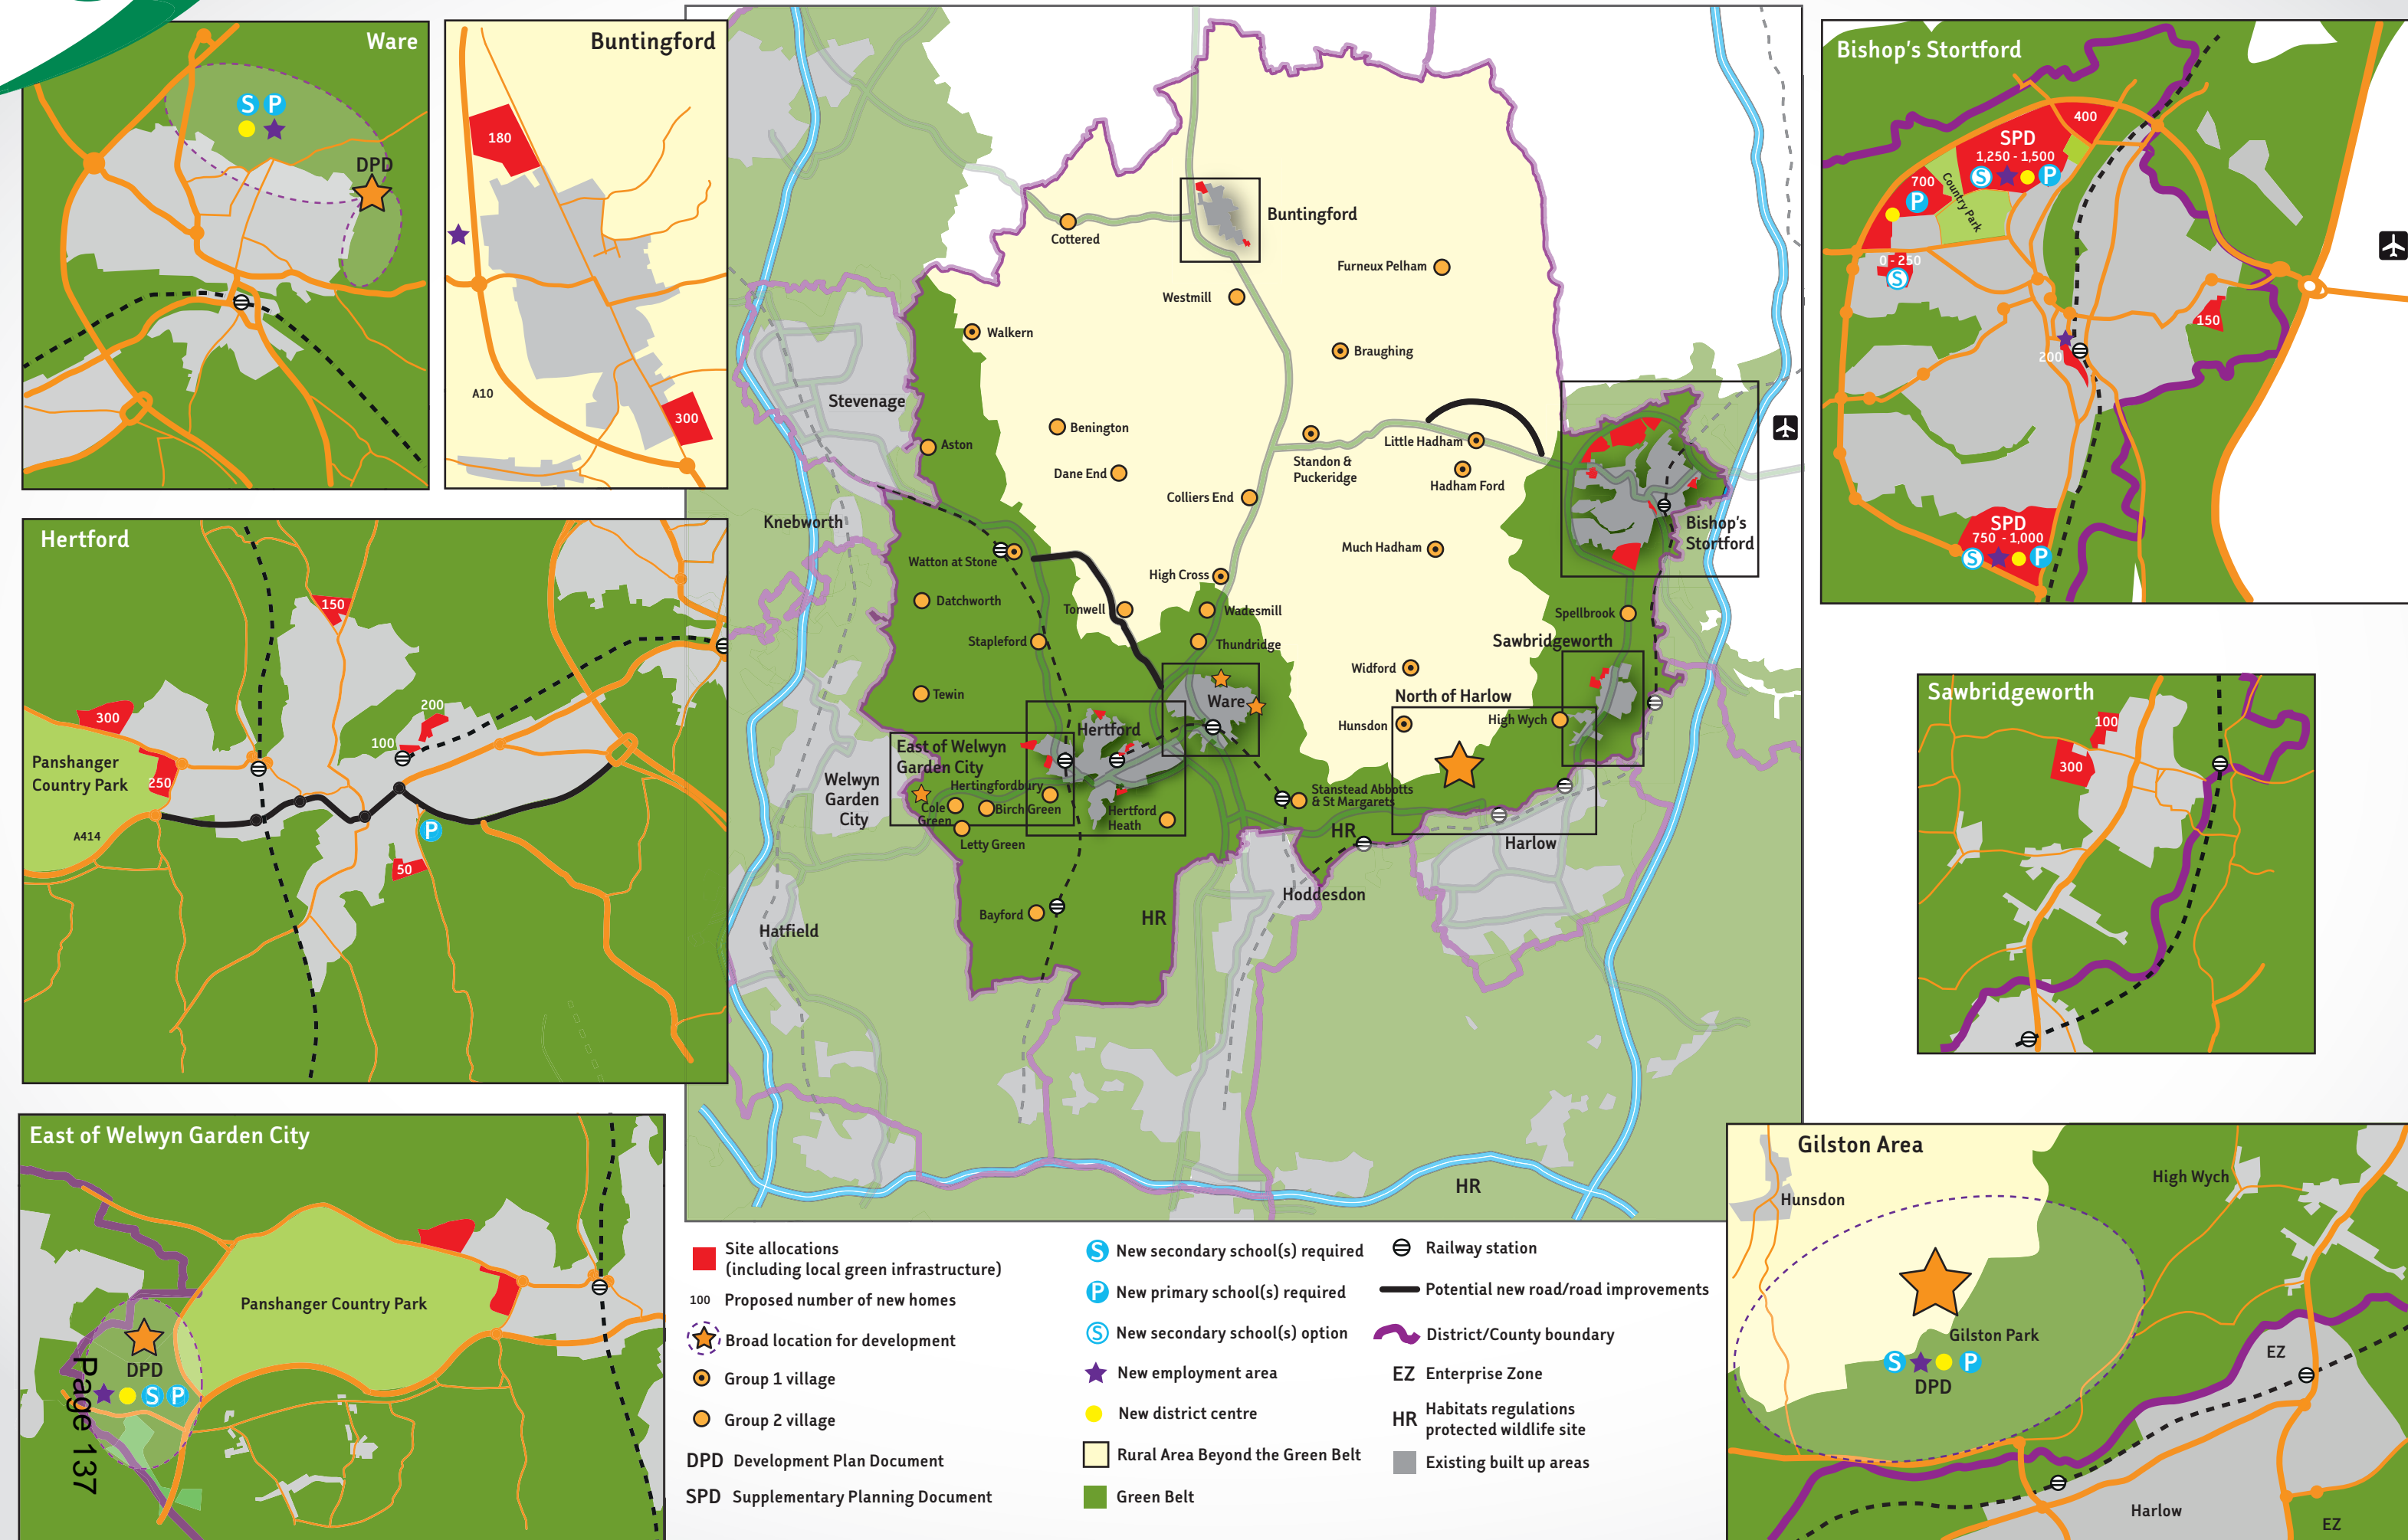 Ware
S P
DPD
Buntingford
180
A10
300
Hertford
150
300
200
100
Panshanger
Country Park
250
A414
P
50
East of Welwyn Garden City
Panshanger Country Park
DPD
S P
Page 137
Buntingford
Cottered
Furneux Pelham
Westmill
Walkern
Braughing
Stevenage
Benington
Aston
Little Hadham
Standon &
Puckeridge
Dane End
Hadham Ford
Colliers End
Knebworth
Bishop's
Stortford
Watton at Stone
Much Hadham
High Cross
Datchworth
Tonwell
Wadesmill
Spellbrook
Stapleford
Thundridge
Sawbridgeworth
Widford
Tewin
North of Harlow
Ware
Hunsdon
High Wych
Hertford
East of Welwyn
Garden City
Welwyn
Garden
City
Hertingfordbury
Cole
Green
Birch Green
Hertford
Heath
Stanstead Abbotts
& St Margarets
Letty Green
HR
Harlow
Hoddesdon
Bayford
HR
Hatfield
HR
Bishop's Stortford
400
SPD
1,250 - 1,500
S P
700
P
Country Park
0 - 250
S
150
200
SPD
750 - 1,000
S P
Sawbridgeworth
100
300
Gilston Area
Hunsdon
High Wych
Gilston Park
S P
DPD
EZ
Harlow
EZ
Site allocations
(including local green infrastructure)
100 Proposed number of new homes
Broad location for development
Group 1 village
Group 2 village
DPD Development Plan Document
SPD Supplementary Planning Document
S New secondary school(s) required
P New primary school(s) required
S New secondary school(s) option
New employment area
New district centre
Rural Area Beyond the Green Belt
Green Belt
Railway station
Potential new road/road improvements
District/County boundary
EZ Enterprise Zone
HR Habitats regulations
protected wildlife site
Existing built up areas